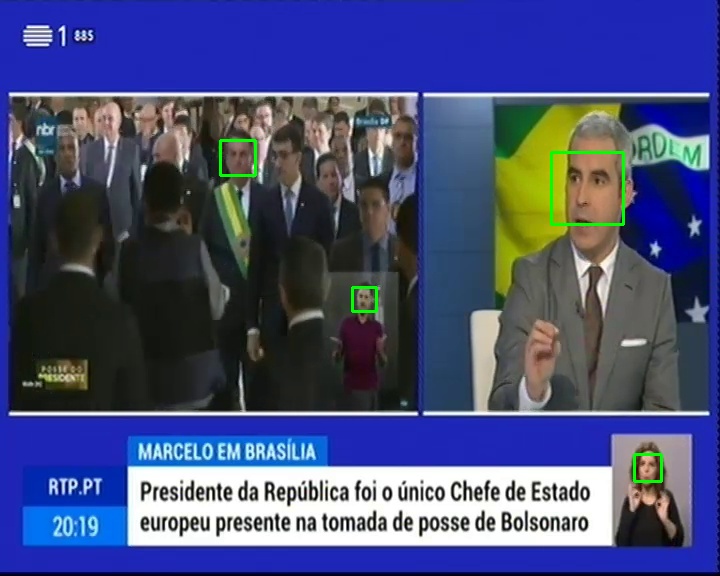 1 885
nbr
Brasília DF
ORDEM
POSSE DO
PRESIDENTE
MARCELO EM BRASÍLIA
RTP.PT
Presidente da República foi o único Chefe de Estado
20:19
europeu presente na tomada de posse de Bolsonaro